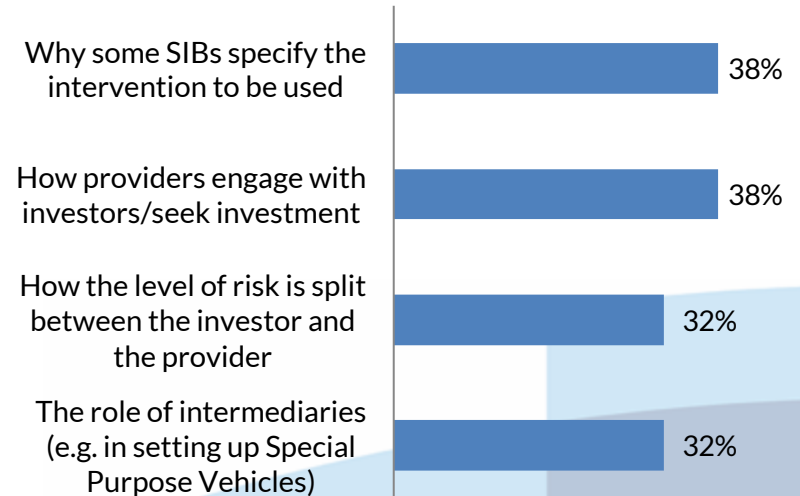 Why some SIBs specify the
intervention to be used
38%
How providers engage with
investors/seek investment
38%
How the level of risk is split
between the investor and
the provider
32%
The role of intermediaries
(e.g. in setting up Special
Purpose Vehicles)
32%